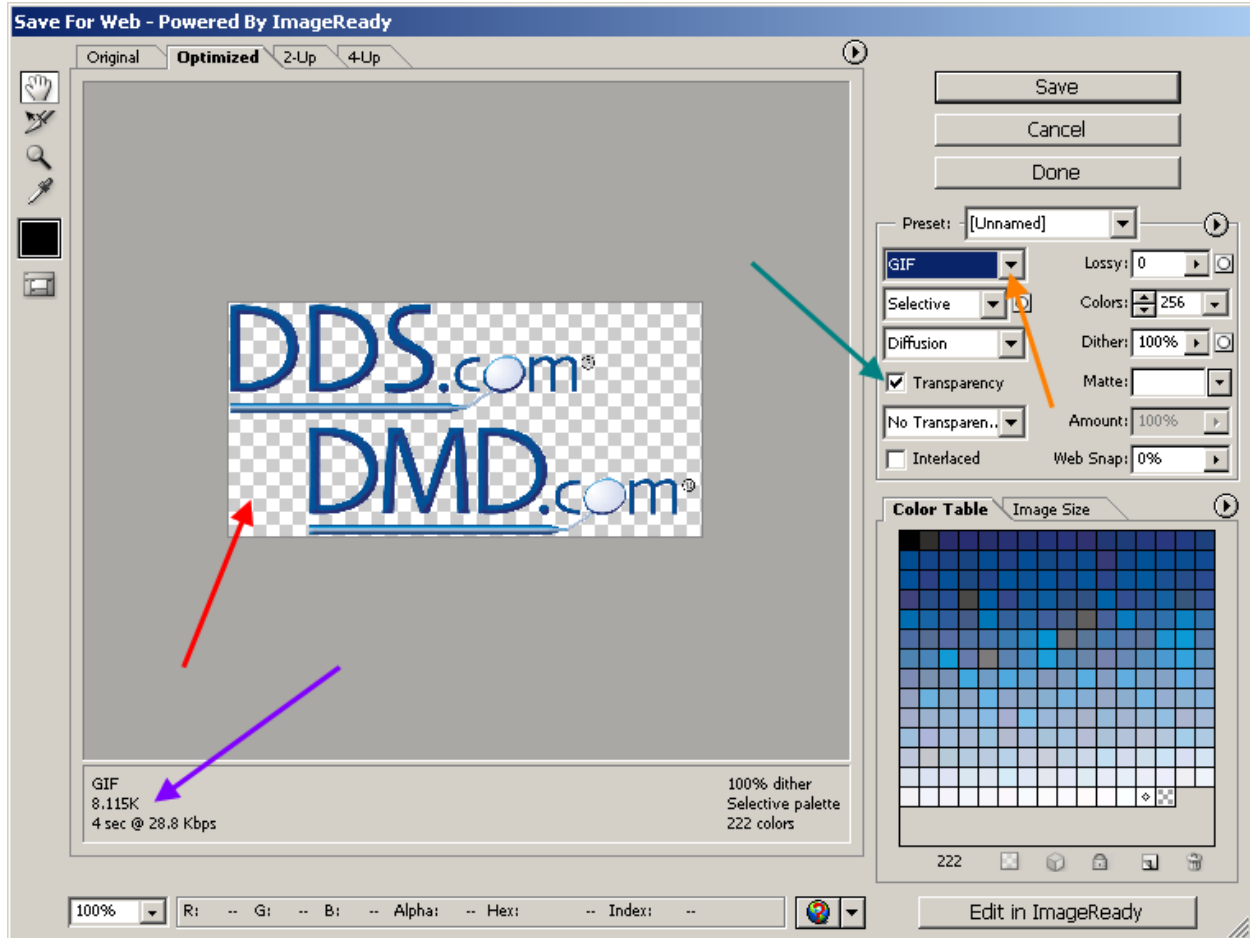 Save For Web - Powered By ImageReady
Original Optimized 2-Up 4-Up
Save
Cancel
Done
Preset: [Unnamed]
GIF Lossy: 0
Selective Colors: 256
Diffusion Dither: 100%
Transparency Matte:
No Transparen.. Amount: 100%
Interlaced Web Snap: 0%
DDS.com®
DMD.com®
Color Table Image Size
222
GIF 100% dither
8.115K Selective palette
4 sec @ 28.8 Kbps 222 colors
100% R: -- G: -- B: -- Alpha: -- Hex: -- Index: --
Edit in ImageReady